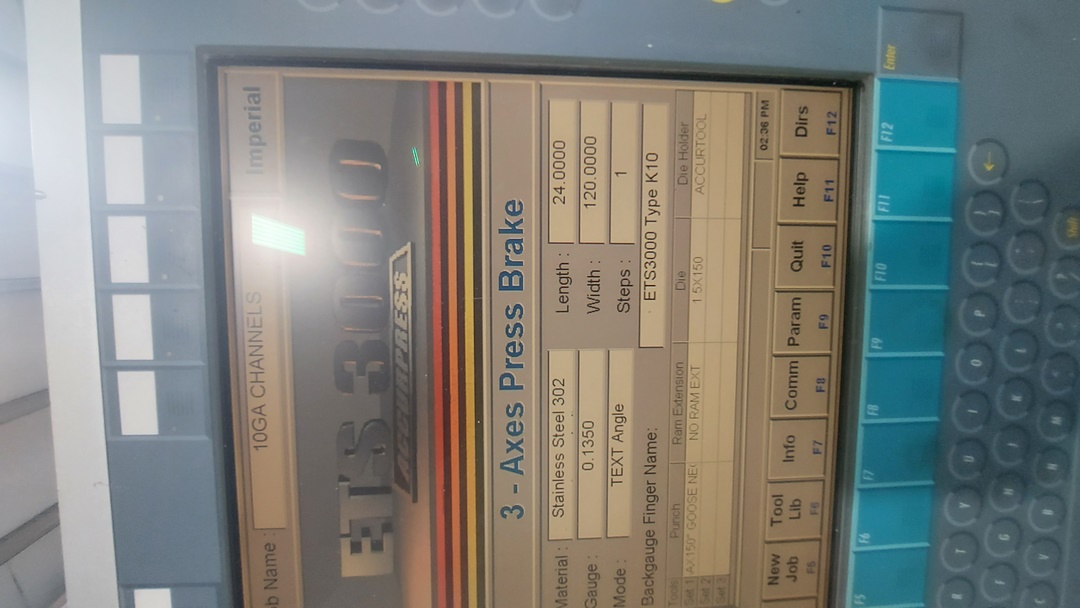 b Name : 10GA CHANNELS Imperial
ETS 3000
ACCURPRESS
3 - Axes Press Brake
Material : Stainless Steel 302 Length : 24.0000
Gauge : 0.1350 Width : 120.0000
Mode : TEXT Angle Steps : 1
Backgauge Finger Name: ETS3000 Type K10
Tools Punch Ram Extension Die Die Holder
Set 1 AX150" GOOSE NEC NO RAM EXT 1 5X150 ACCURTOOL
Set 2
Set 3
02:36 PM
New Job F5
Tool Lib F6
Info F7
Comm F8
Param F9
Quit F10
Help F11
Dirs F12
F5 F6 F7 F8 F9 F10 F11 F12 Enter
R T Y U I O P { [ } ] ←
F G H J K L
C V B N M
Shift